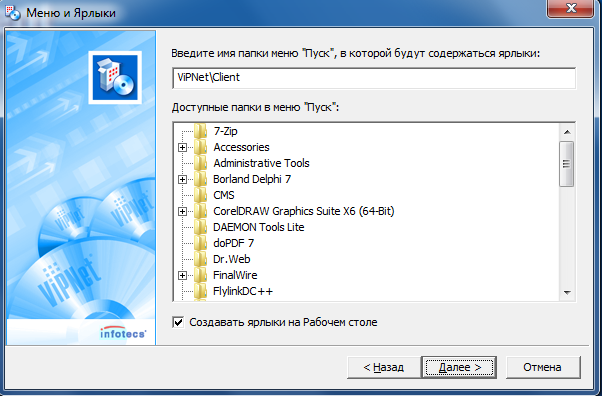 Меню и Ярлыки
Введите имя папки меню "Пуск", в которой будут содержаться ярлыки:
ViPNet\Client
Доступные папки в меню "Пуск":
7-Zip
Accessories
Administrative Tools
Borland Delphi 7
CMS
CorelDRAW Graphics Suite X6 (64-Bit)
DAEMON Tools Lite
doPDF 7
Dr.Web
FinalWire
FlylinkDC++
ViPNet
ViPNet
ViPNet
infotecs
Создавать ярлыки на Рабочем столе
< Назад
Далее >
Отмена